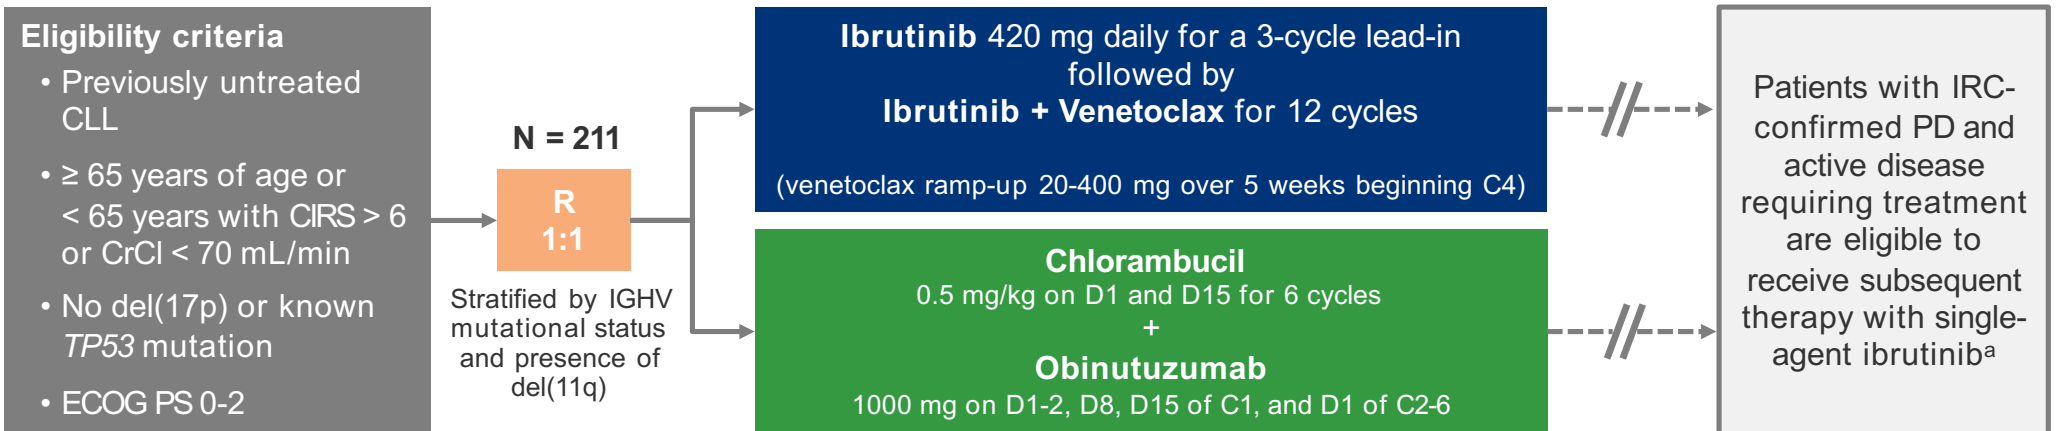 Eligibility criteria
• Previously untreated
CLL
• ≥ 65 years of age or
< 65 years with CIRS > 6
or CrCl < 70 mL/min
• No del(17p) or known
TP53 mutation
• ECOG PS 0-2
N = 211
R
1:1
Stratified by IGHV
mutational status
and presence of
del(11q)
Ibrutinib 420 mg daily for a 3-cycle lead-in
followed by
Ibrutinib + Venetoclax for 12 cycles
(venetoclax ramp-up 20-400 mg over 5 weeks beginning C4)
Chlorambucil
0.5 mg/kg on D1 and D15 for 6 cycles
+
Obinutuzumab
1000 mg on D1-2, D8, D15 of C1, and D1 of C2-6
Patients with IRC-
confirmed PD and
active disease
requiring treatment
are eligible to
receive subsequent
therapy with single-
agent ibrutinibᵃ